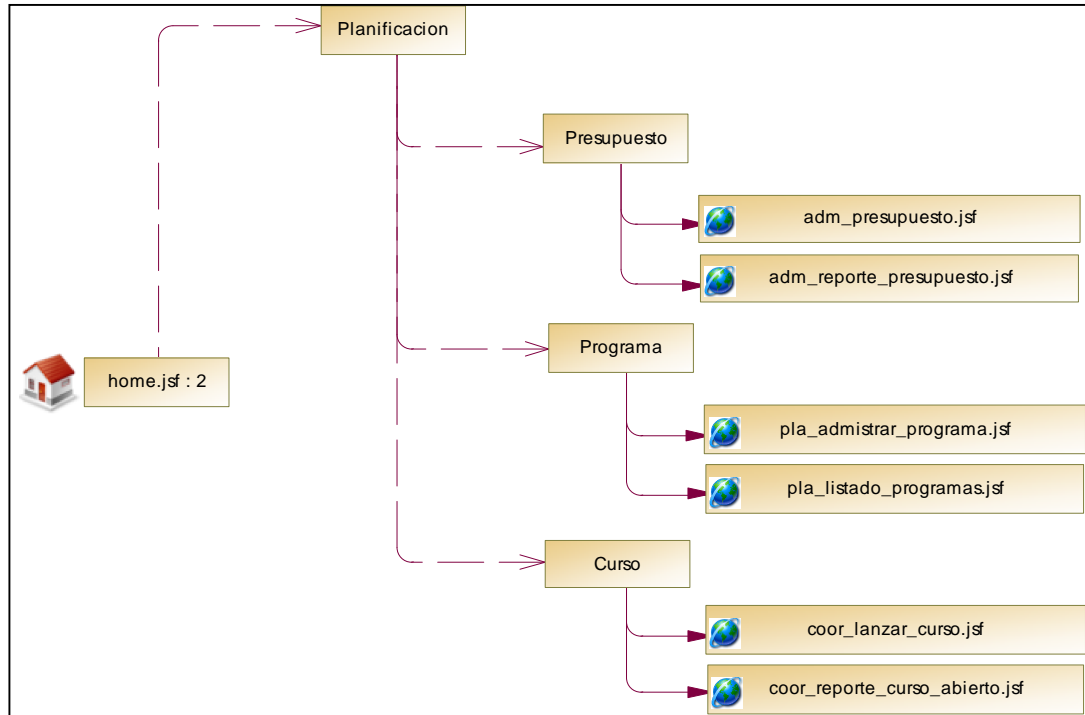 Planificacion
Presupuesto
adm_presupuesto.jsf
adm_reporte_presupuesto.jsf
Programa
home.jsf : 2
pla_admistrar_programa.jsf
pla_listado_programas.jsf
Curso
coor_lanzar_curso.jsf
coor_reporte_curso_abierto.jsf